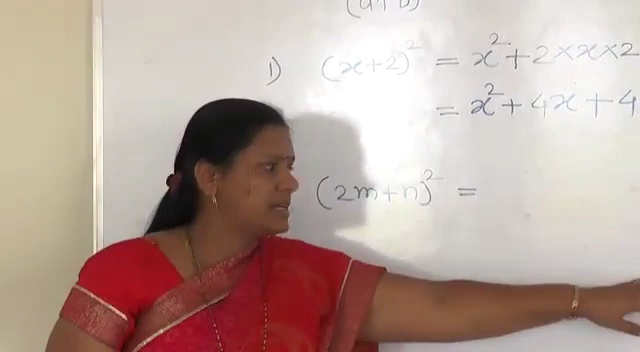 (a+b)
1) (x+2)² = x²+2×x×2
= x²+4x+4
(2m+n)² =